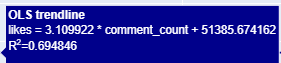 OLS trendline
likes = 3.109922 * comment_count + 51385.674162
R²=0.694846